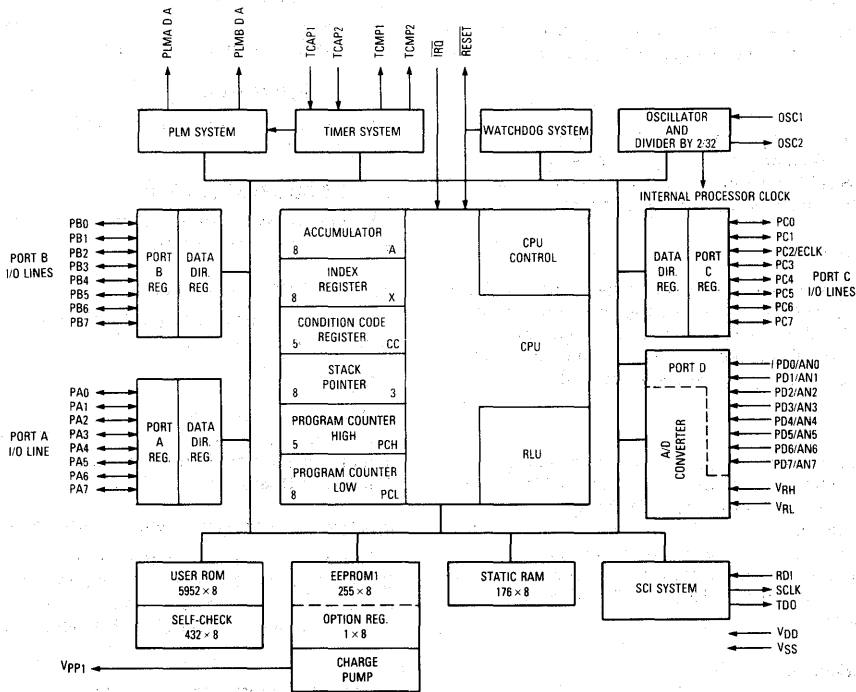 PLMA D A
PLMB D A
TCAP1
TCAP2
TCMP1
TCMP2
IRQ
RESET
PLM SYSTEM
TIMER SYSTEM
WATCHDOG SYSTEM
OSCILLATOR
AND
DIVIDER BY 2:32
OSC1
OSC2
INTERNAL PROCESSOR CLOCK
PORT B
I/O LINES
PB0
PB1
PB2
PB3
PB4
PB5
PB6
PB7
PORT
B
REG.
DATA
DIR.
REG.
ACCUMULATOR
8 A
INDEX
REGISTER
8 X
CONDITION CODE
REGISTER
5 CC
STACK
POINTER
8 3
PROGRAM COUNTER
HIGH
5 PCH
PROGRAM COUNTER
LOW
8 PCL
CPU
CONTROL
CPU
RLU
DATA
DIR.
REG.
PORT
C
REG.
PC0
PC1
PC2/ECLK
PC3
PC4
PC5
PC6
PC7
PORT C
I/O LINES
PORT A
I/O LINE
PA0
PA1
PA2
PA3
PA4
PA5
PA6
PA7
PORT
A
REG.
DATA
DIR.
REG.
PORT D
A/D
CONVERTER
PD0/AN0
PD1/AN1
PD2/AN2
PD3/AN3
PD4/AN4
PD5/AN5
PD6/AN6
PD7/AN7
VRH
VRL
USER ROM
5952 × 8
SELF-CHECK
432 × 8
EEPROM1
255 × 8
OPTION REG.
1 × 8
CHARGE
PUMP
VPP1
STATIC RAM
176 × 8
SCI SYSTEM
RDI
SCLK
TDO
VDD
VSS